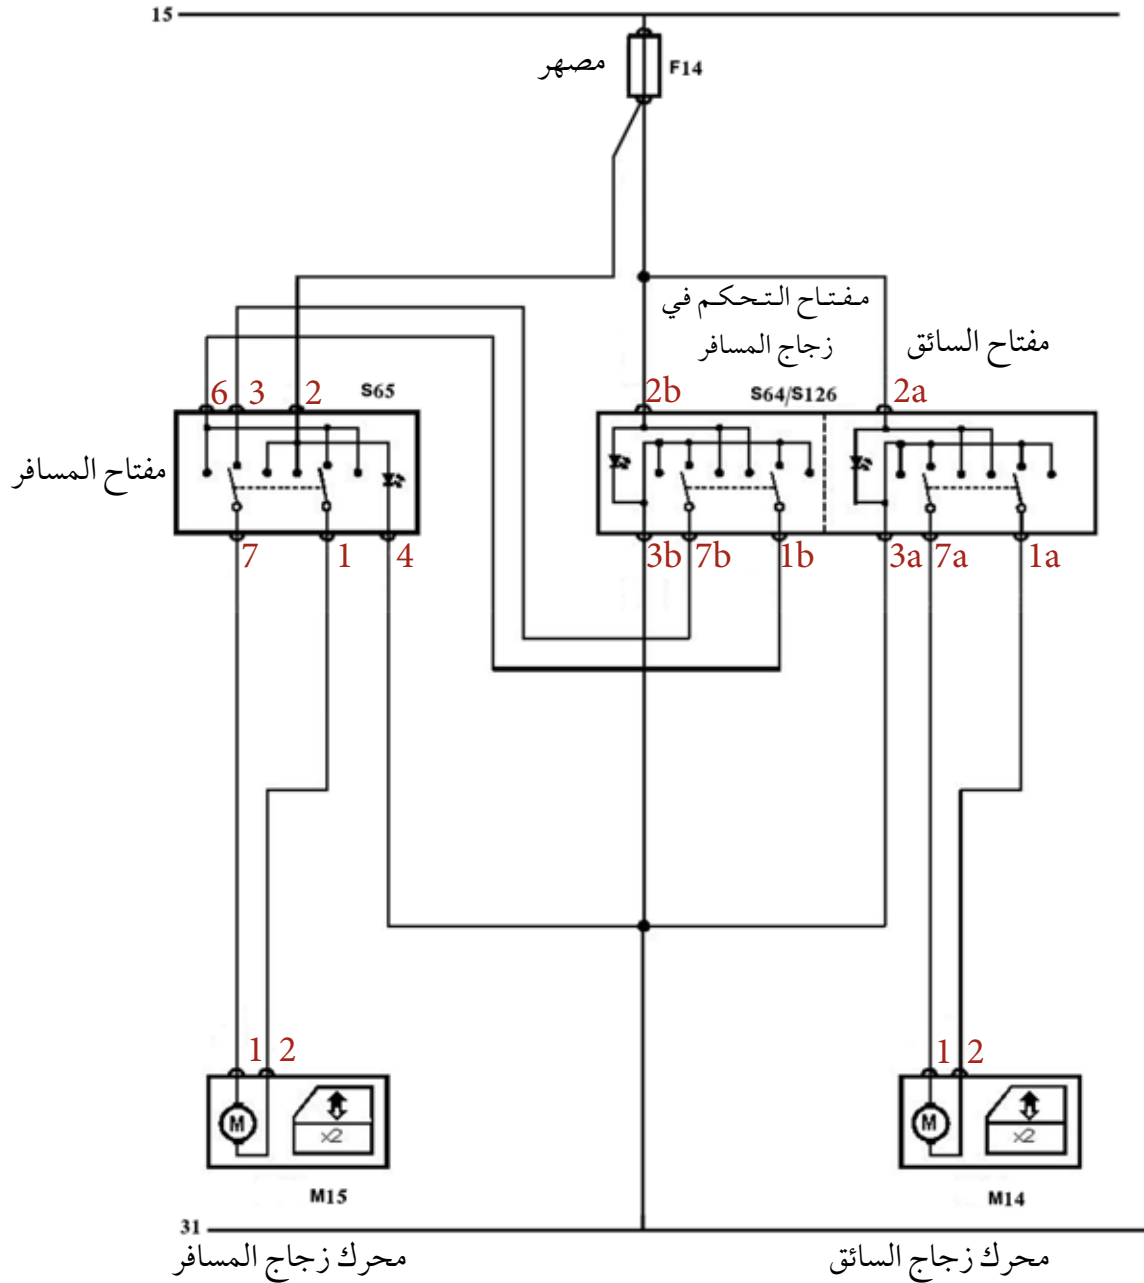 15
مصهر
F14
مفتاح التحكم في
زجاج المسافر
مفتاح السائق
6 3 2
S65
2b
S64/S126
2a
مفتاح المسافر
7 1 4
3b 7b 1b
3a 7a 1a
1 2
1 2
M
x2
M
x2
M15
M14
31
محرك زجاج المسافر
محرك زجاج السائق